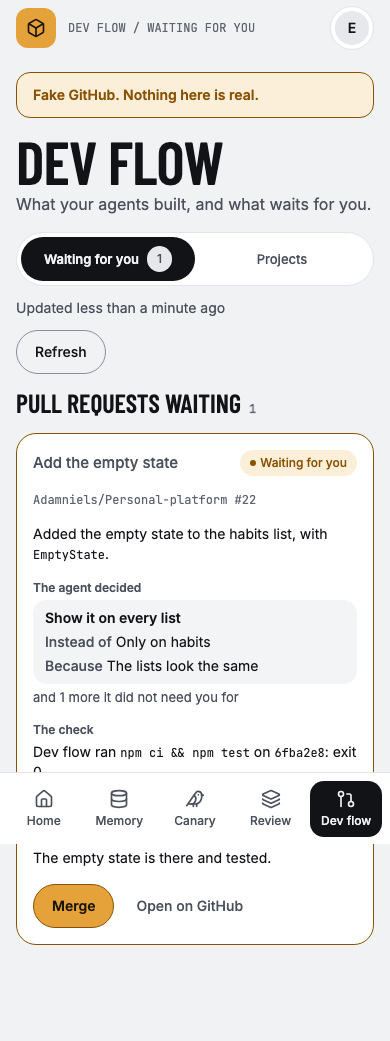 DEV FLOW / WAITING FOR YOU
E
Fake GitHub. Nothing here is real.
DEV FLOW
What your agents built, and what waits for you.
Waiting for you 1
Projects
Updated less than a minute ago
Refresh
PULL REQUESTS WAITING 1
Add the empty state
Waiting for you
Adamniels/Personal-platform #22
Added the empty state to the habits list, with
EmptyState.
The agent decided
Show it on every list
Instead of Only on habits
Because The lists look the same
and 1 more it did not need you for
The check
Dev flow ran npm ci && npm test on 6fba2e8: exit
0
Home
Memory
Canary
Review
Dev flow
The empty state is there and tested.
Merge
Open on GitHub